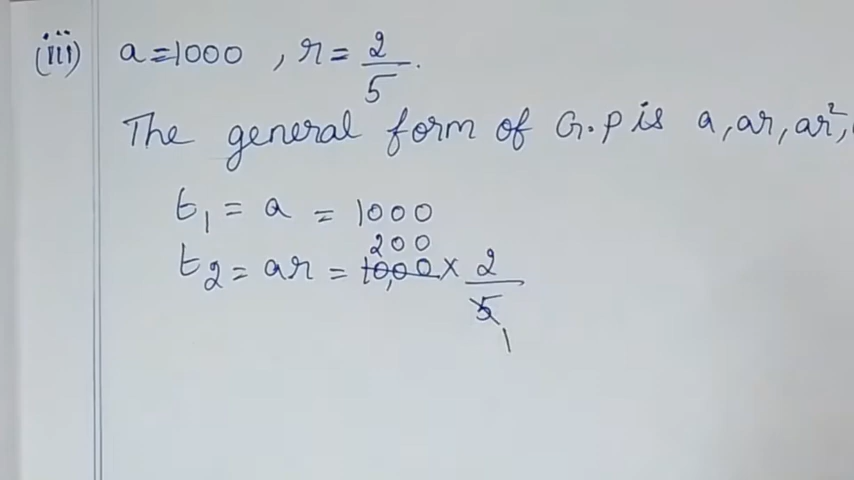 (iii) a=1000 , r = 2/5.
The general form of G.P is a, ar, ar²,
t₁ = a = 1000
200
t₂ = ar = 1000 × 2/5
1